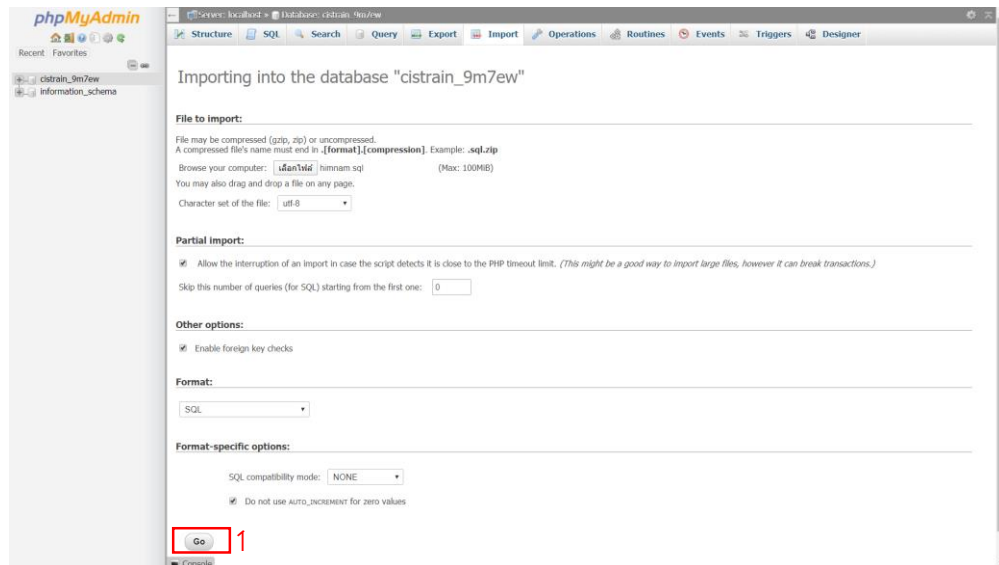 phpMyAdmin
Recent Favorites
cistrain_9m7ew
information_schema
Server: localhost » Database: cistrain_9m7ew
Structure SQL Search Query Export Import Operations Routines Events Triggers Designer
Importing into the database "cistrain_9m7ew"
File to import:
File may be compressed (gzip, zip) or uncompressed.
A compressed file's name must end in .[format].[compression]. Example: .sql.zip
Browse your computer: เลือกไฟล์ himnam.sql (Max: 100MiB)
You may also drag and drop a file on any page.
Character set of the file: utf-8
Partial import:
Allow the interruption of an import in case the script detects it is close to the PHP timeout limit. (This might be a good way to import large files, however it can break transactions.)
Skip this number of queries (for SQL) starting from the first one: 0
Other options:
Enable foreign key checks
Format:
SQL
Format-specific options:
SQL compatibility mode: NONE
Do not use AUTO_INCREMENT for zero values
Go 1
Console